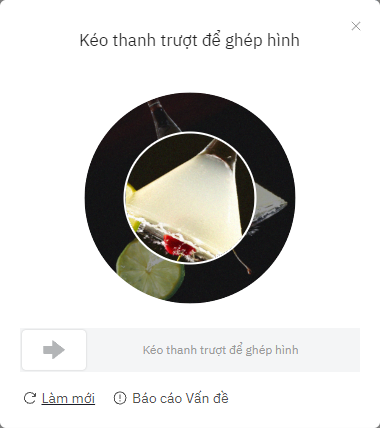 Kéo thanh trượt để ghép hình
Kéo thanh trượt để ghép hình
Làm mới
Báo cáo Vấn đề